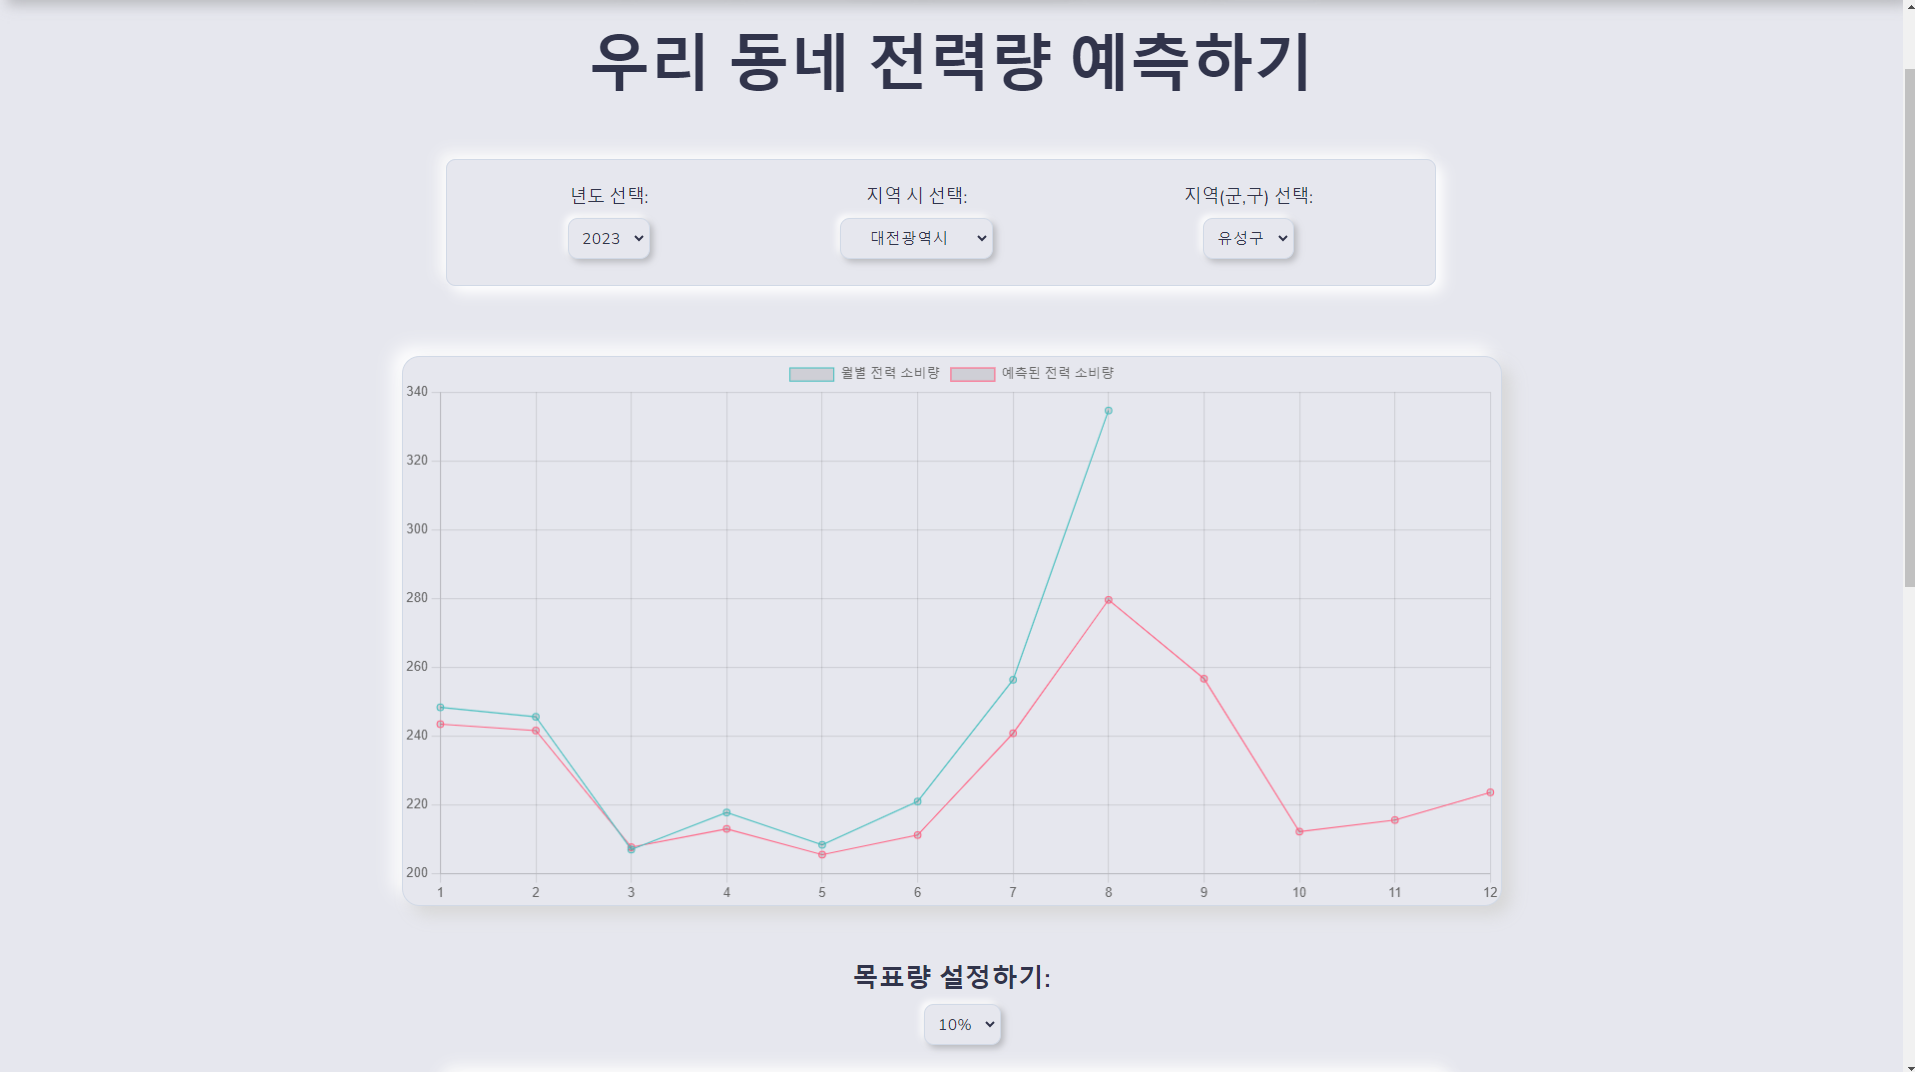 우리 동네 전력량 예측하기
년도 선택: 지역 시 선택: 지역(군,구) 선택:
2023 대전광역시 유성구
월별 전력 소비량 예측된 전력 소비량
340
320
300
280
260
240
220
200
1 2 3 4 5 6 7 8 9 10 11 12
목표량 설정하기:
10%